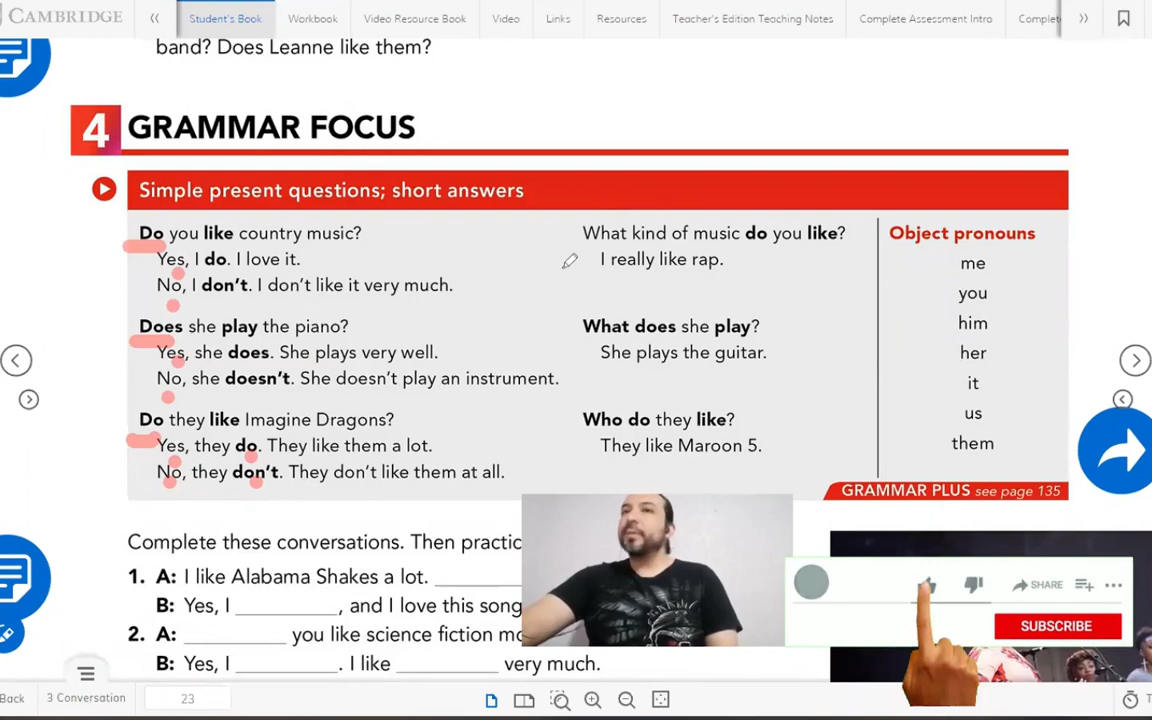 CAMBRIDGE
Student's Book
Workbook
Video Resource Book
Video
Links
Resources
Teacher's Edition Teaching Notes
Complete Assessment Intro
band? Does Leanne like them?
4 GRAMMAR FOCUS
Simple present questions; short answers
Do you like country music?
Yes, I do. I love it.
No, I don't. I don't like it very much.
Does she play the piano?
Yes, she does. She plays very well.
No, she doesn't. She doesn't play an instrument.
Do they like Imagine Dragons?
Yes, they do. They like them a lot.
No, they don't. They don't like them at all.
What kind of music do you like?
I really like rap.
What does she play?
She plays the guitar.
Who do they like?
They like Maroon 5.
Object pronouns
me
you
him
her
it
us
them
GRAMMAR PLUS see page 135
Complete these conversations. Then practic
1. A: I like Alabama Shakes a lot. ________
B: Yes, I ________, and I love this song
2. A: ________ you like science fiction mo
B: Yes, I ________. I like ________ very much.
SHARE
SUBSCRIBE
Back
3 Conversation
23